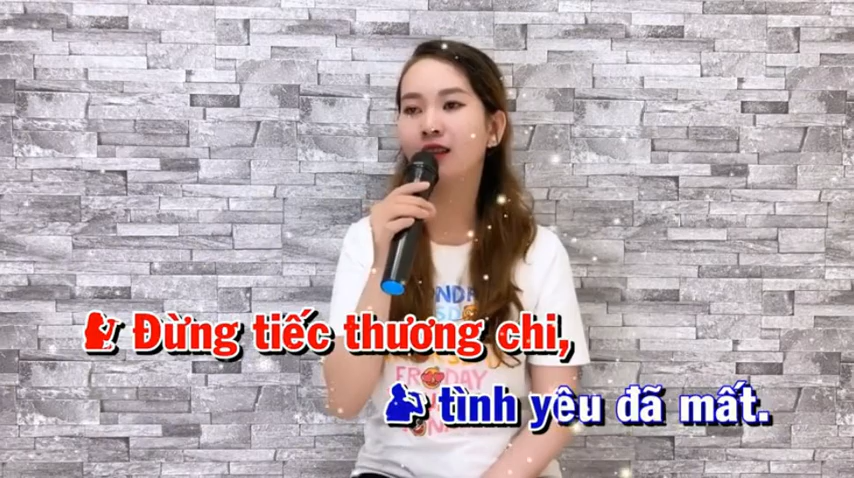 Đừng tiếc thương chi,
tình yêu đã mất.